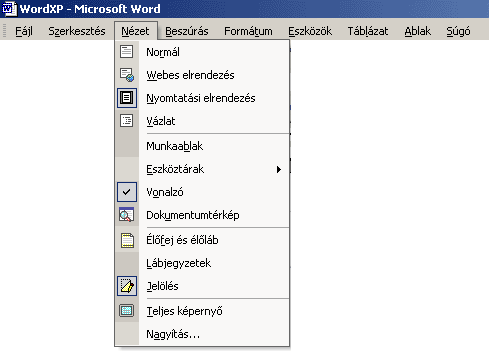 WordXP - Microsoft Word
Fájl Szerkesztés Nézet Beszúrás Formátum Eszközök Táblázat Ablak Súgó
Normál
Webes elrendezés
Nyomtatási elrendezés
Vázlat
Munkaablak
Eszköztárak
Vonalzó
Dokumentumtérkép
Élőfej és élőláb
Lábjegyzetek
Jelölés
Teljes képernyő
Nagyítás...